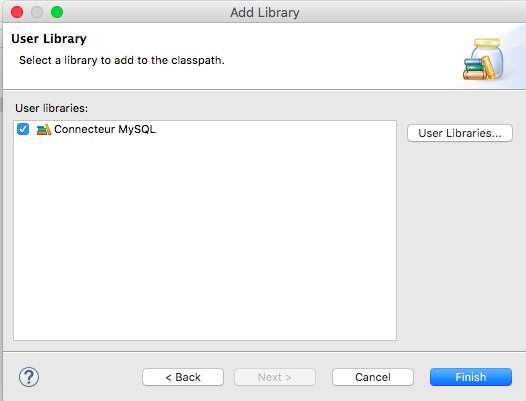 Add Library
User Library
Select a library to add to the classpath.
User libraries:
Connecteur MySQL
User Libraries...
?
< Back
Next >
Cancel
Finish